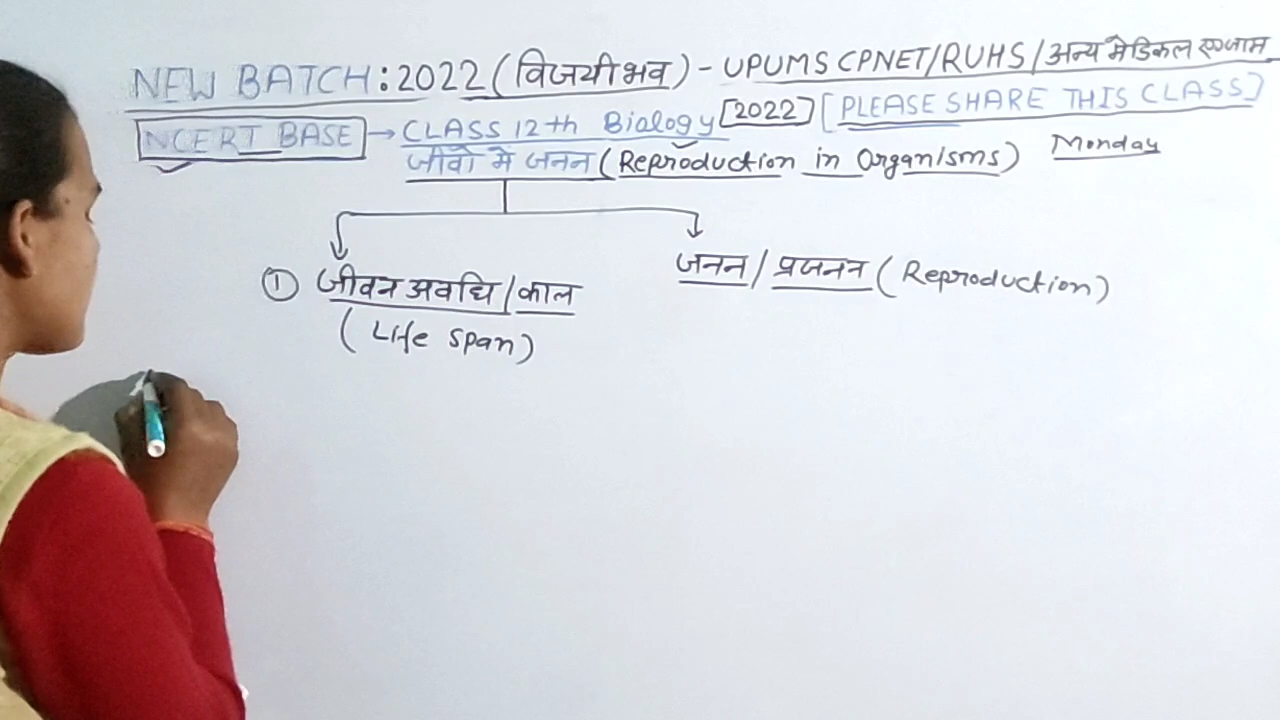 NEW BATCH:2022 (विजयी भव) - UPUMS CPNET/RUHS/अन्य मेडिकल एग्जाम
NCERT BASE → CLASS 12th Biology [2022] [PLEASE SHARE THIS CLASS]
जीवों में जनन (Reproduction in Organisms) Monday
① जीवन अवधि/काल
(Life span)
जनन/प्रजनन (Reproduction)